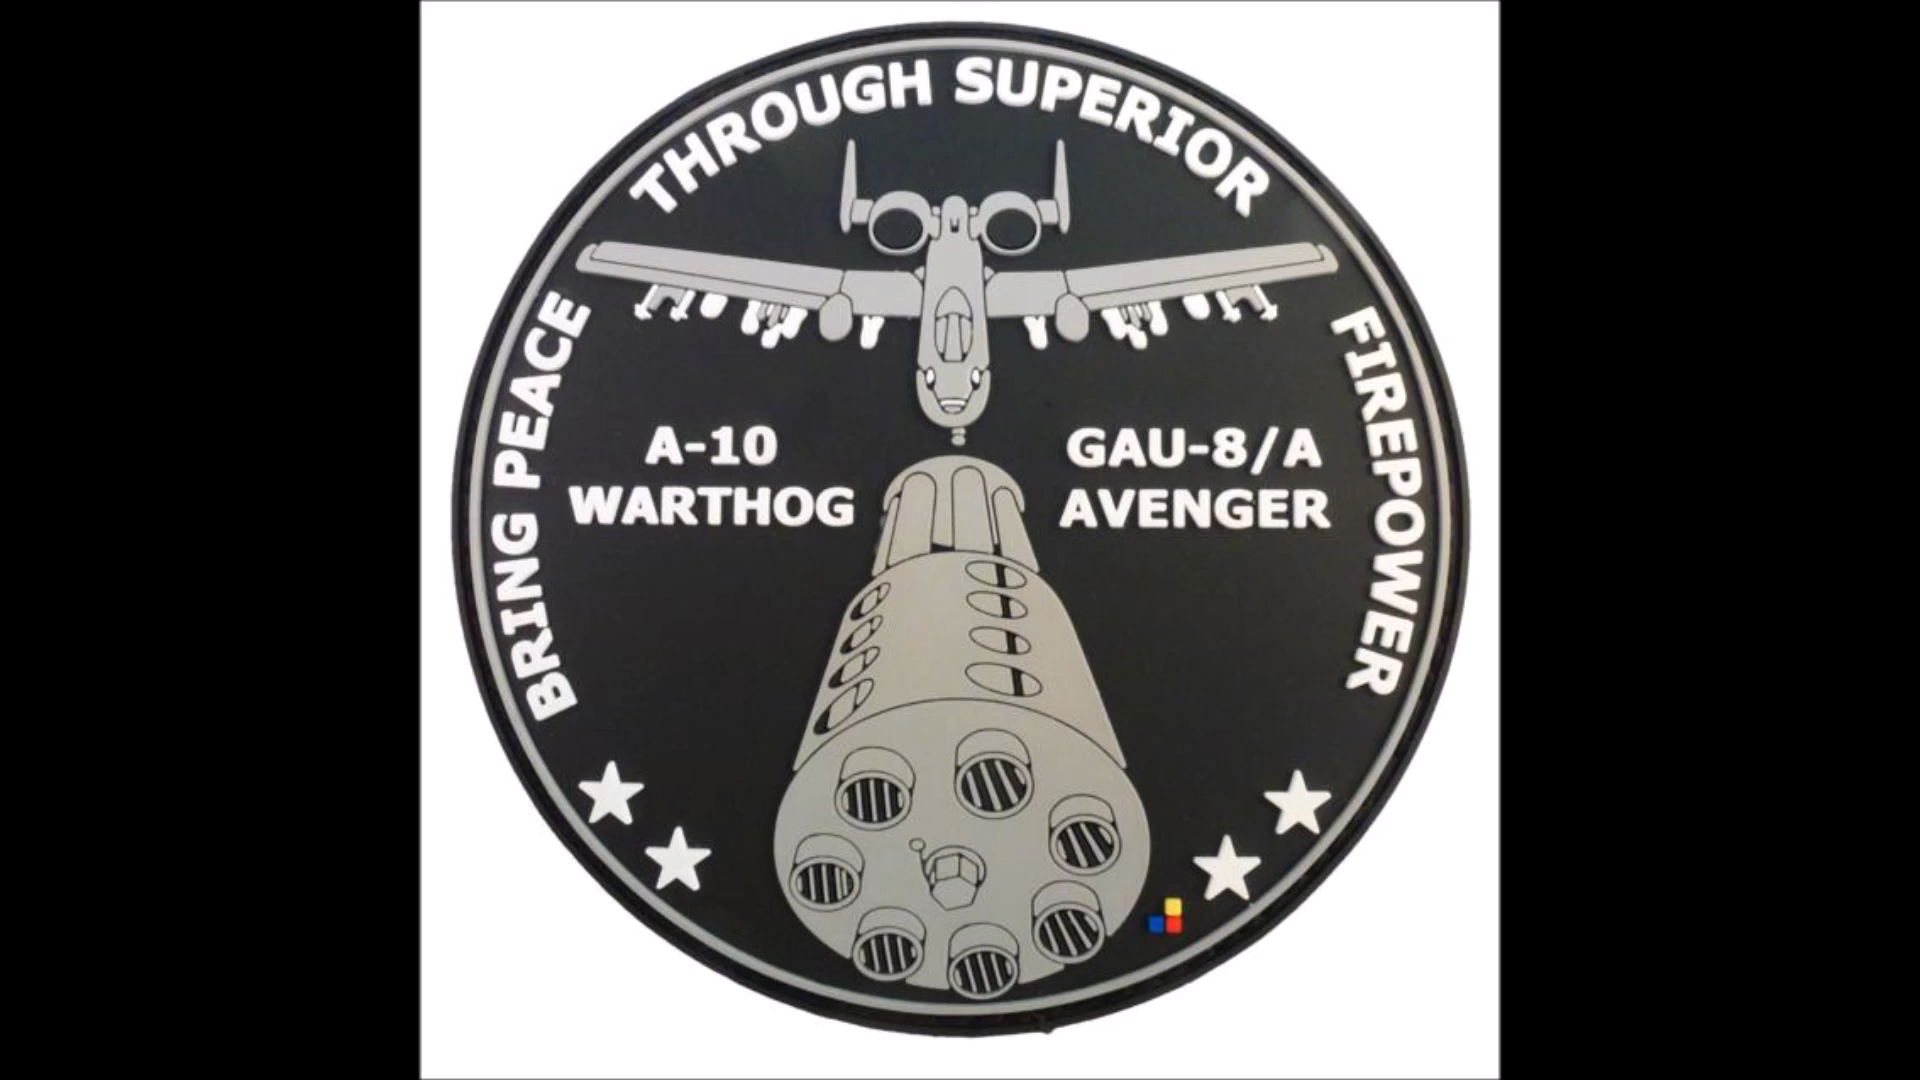 BRING PEACE THROUGH SUPERIOR FIREPOWER
A-10
WARTHOG
GAU-8/A
AVENGER